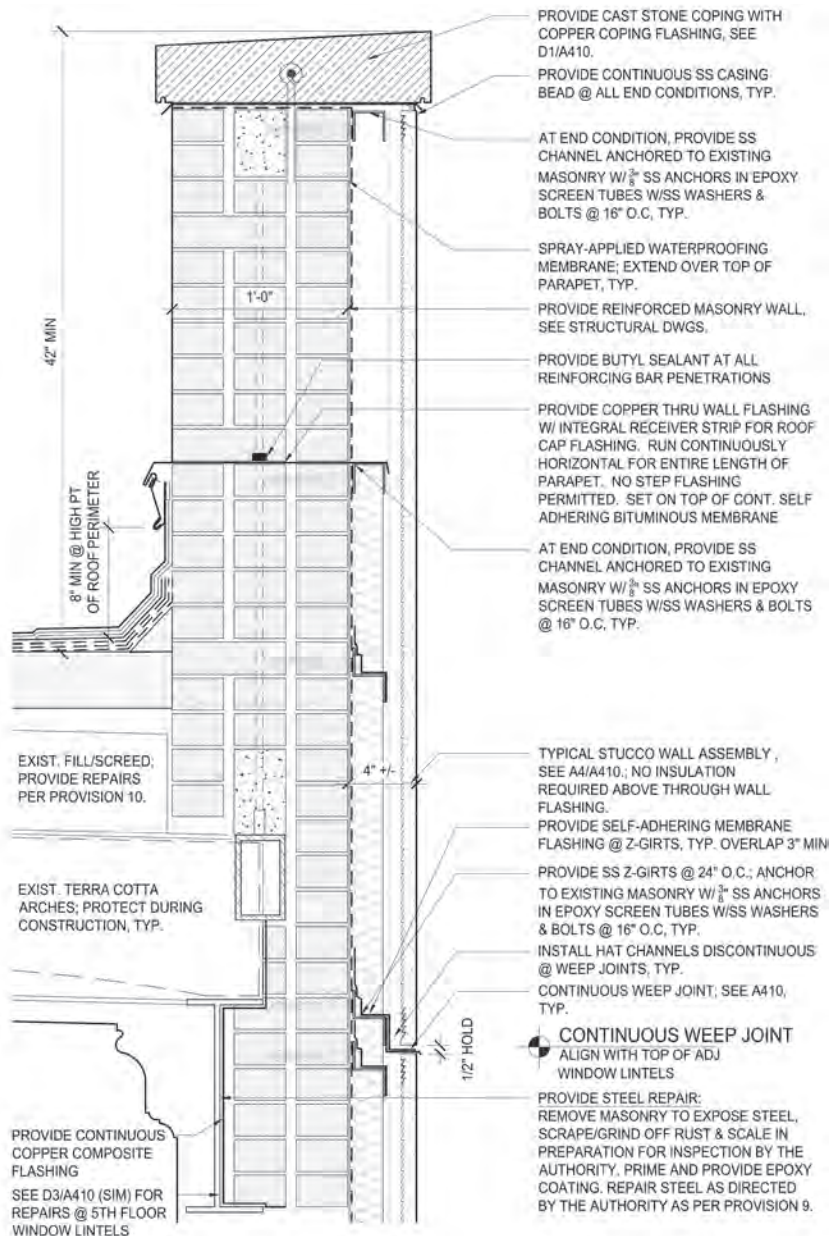 PROVIDE CAST STONE COPING WITH
COPPER COPING FLASHING, SEE
D1/A410.
PROVIDE CONTINUOUS SS CASING
BEAD @ ALL END CONDITIONS, TYP.
AT END CONDITION, PROVIDE SS
CHANNEL ANCHORED TO EXISTING
MASONRY W/ 3/8" SS ANCHORS IN EPOXY
SCREEN TUBES W/SS WASHERS &
BOLTS @ 16" O.C, TYP.
SPRAY-APPLIED WATERPROOFING
MEMBRANE; EXTEND OVER TOP OF
PARAPET, TYP.
1'-0"
PROVIDE REINFORCED MASONRY WALL,
SEE STRUCTURAL DWGS.
42" MIN
PROVIDE BUTYL SEALANT AT ALL
REINFORCING BAR PENETRATIONS
PROVIDE COPPER THRU WALL FLASHING
W/ INTEGRAL RECEIVER STRIP FOR ROOF
CAP FLASHING. RUN CONTINUOUSLY
HORIZONTAL FOR ENTIRE LENGTH OF
PARAPET. NO STEP FLASHING
PERMITTED. SET ON TOP OF CONT. SELF
ADHERING BITUMINOUS MEMBRANE
8" MIN @ HIGH PT
OF ROOF PERIMETER
AT END CONDITION, PROVIDE SS
CHANNEL ANCHORED TO EXISTING
MASONRY W/ 3/8" SS ANCHORS IN EPOXY
SCREEN TUBES W/SS WASHERS & BOLTS
@ 16" O.C, TYP.
EXIST. FILL/SCREED;
PROVIDE REPAIRS
PER PROVISION 10.
4" +/-
TYPICAL STUCCO WALL ASSEMBLY ,
SEE A4/A410.; NO INSULATION
REQUIRED ABOVE THROUGH WALL
FLASHING.
PROVIDE SELF-ADHERING MEMBRANE
FLASHING @ Z-GIRTS, TYP. OVERLAP 3" MIN
EXIST. TERRA COTTA
ARCHES; PROTECT DURING
CONSTRUCTION, TYP.
PROVIDE SS Z-GIRTS @ 24" O.C.; ANCHOR
TO EXISTING MASONRY W/ 3/8" SS ANCHORS
IN EPOXY SCREEN TUBES W/SS WASHERS
& BOLTS @ 16" O.C, TYP.
INSTALL HAT CHANNELS DISCONTINUOUS
@ WEEP JOINTS, TYP.
CONTINUOUS WEEP JOINT; SEE A410,
TYP.
1/2" HOLD
CONTINUOUS WEEP JOINT
ALIGN WITH TOP OF ADJ
WINDOW LINTELS
PROVIDE STEEL REPAIR:
REMOVE MASONRY TO EXPOSE STEEL,
SCRAPE/GRIND OFF RUST & SCALE IN
PREPARATION FOR INSPECTION BY THE
AUTHORITY. PRIME AND PROVIDE EPOXY
COATING. REPAIR STEEL AS DIRECTED
BY THE AUTHORITY AS PER PROVISION 9.
PROVIDE CONTINUOUS
COPPER COMPOSITE
FLASHING
SEE D3/A410 (SIM) FOR
REPAIRS @ 5TH FLOOR
WINDOW LINTELS